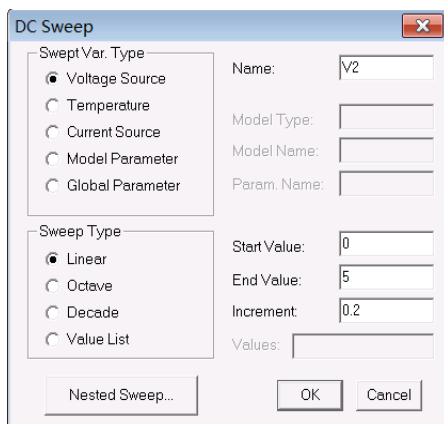 DC Sweep
Swept Var. Type
Voltage Source
Temperature
Current Source
Model Parameter
Global Parameter
Name: V2
Model Type:
Model Name:
Param. Name:
Sweep Type
Linear
Octave
Decade
Value List
Start Value: 0
End Value: 5
Increment: 0.2
Values:
Nested Sweep...
OK
Cancel